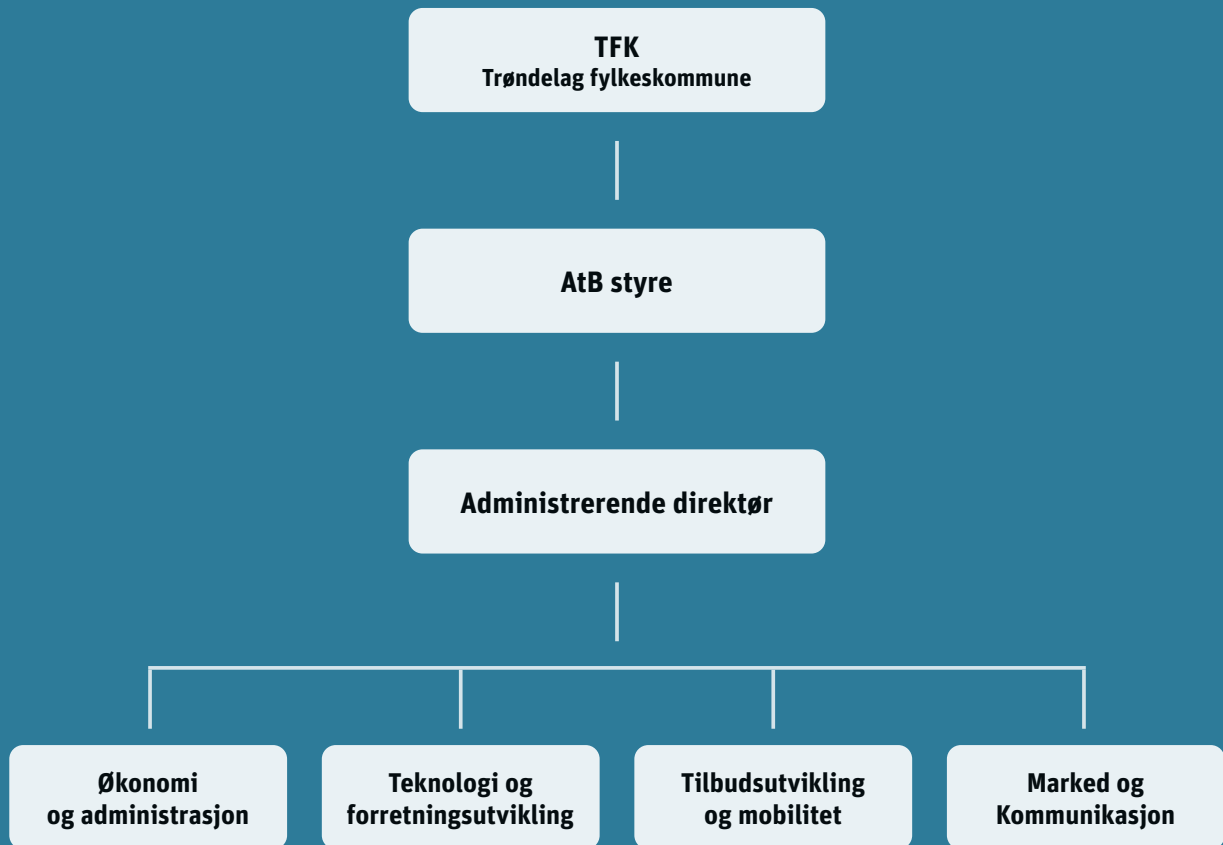 TFK
Trøndelag fylkeskommune
AtB styre
Administrerende direktør
Økonomi
og administrasjon
Teknologi og
forretningsutvikling
Tilbudsutvikling
og mobilitet
Marked og
Kommunikasjon